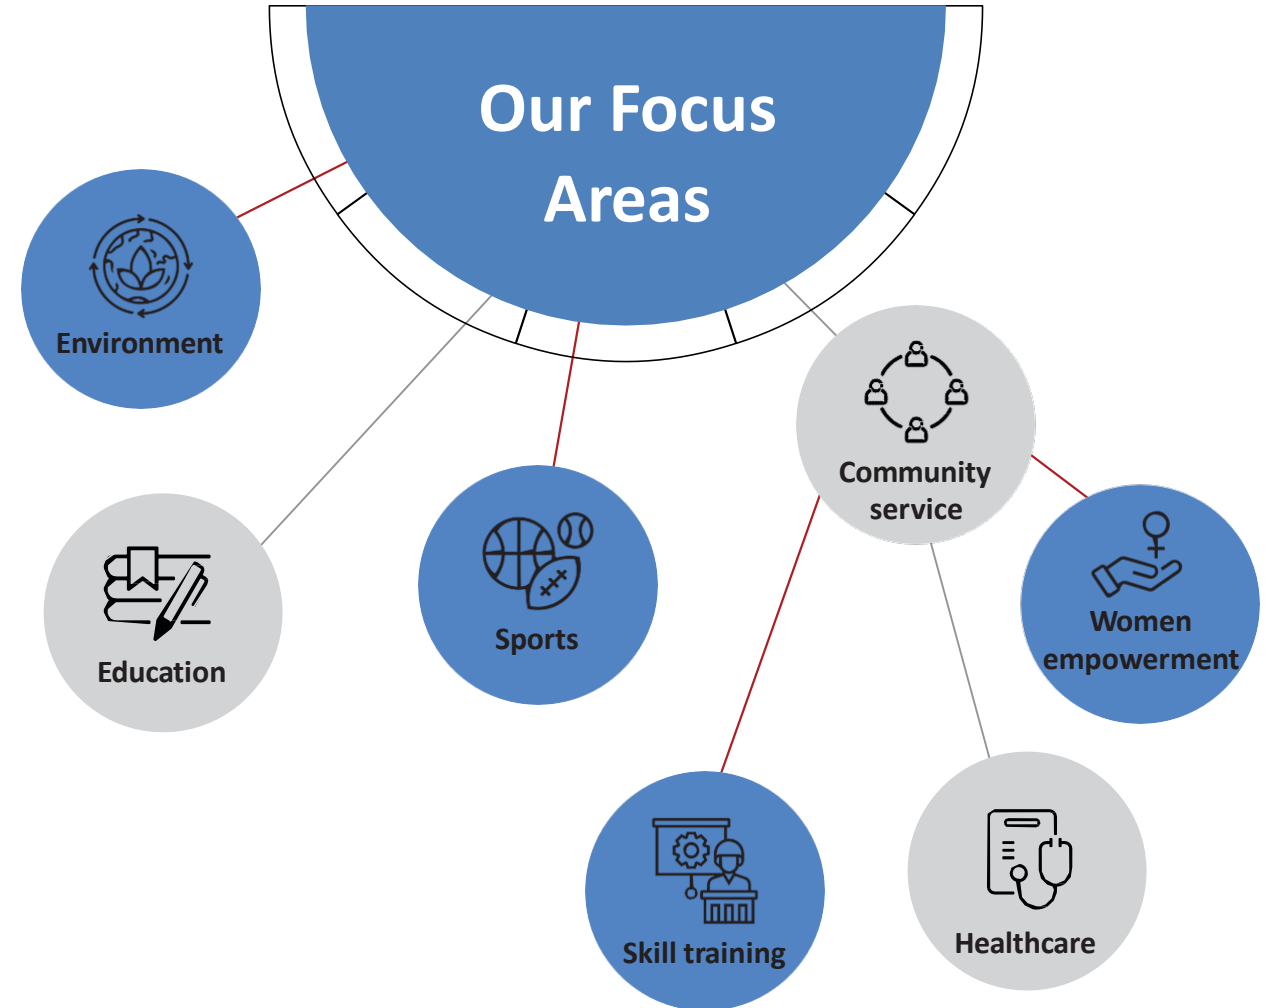 Our Focus
Areas
Environment
Education
Sports
Community
service
Women
empowerment
Skill training
Healthcare